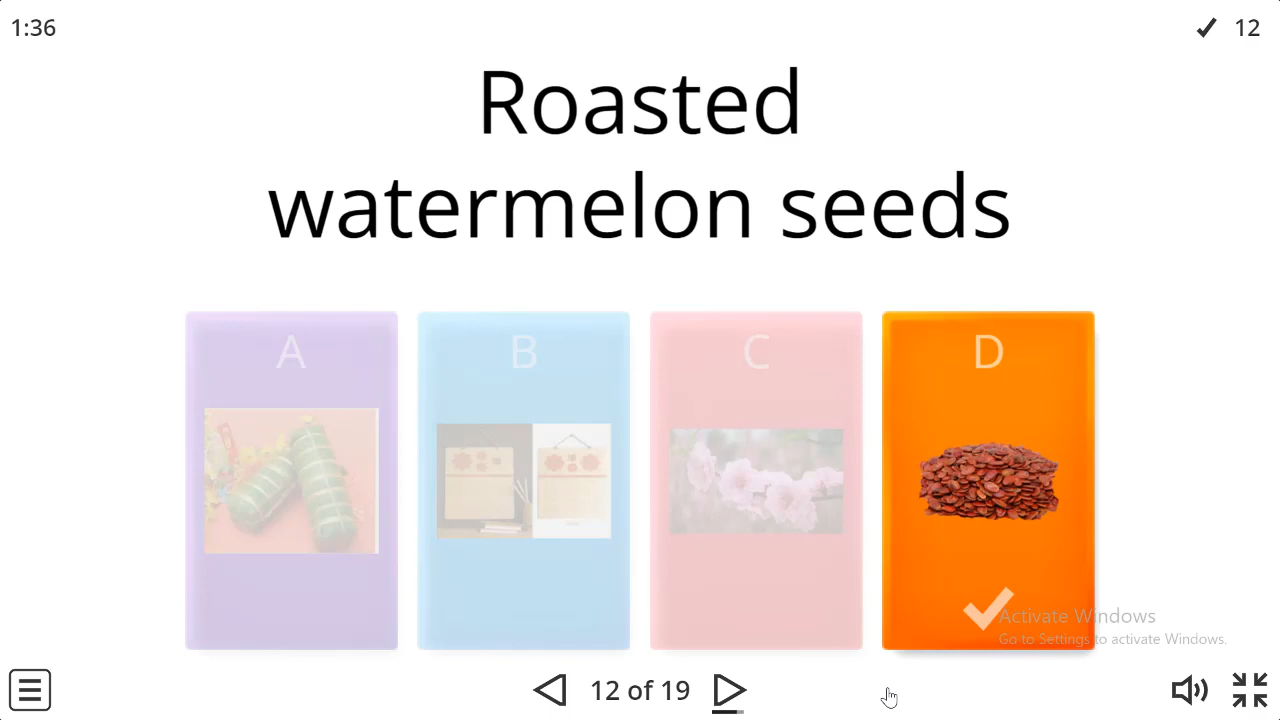 1:36
12
Roasted
watermelon seeds
A
B
C
D
Activate Windows
Go to Settings to activate Windows.
12 of 19